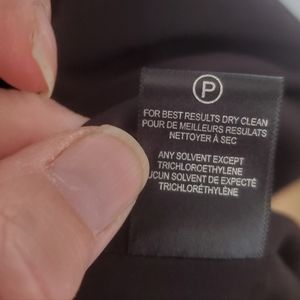 P
FOR BEST RESULTS DRY CLEAN
POUR DE MEILLEURS RESULATS
NETTOYER À SEC
ANY SOLVENT EXCEPT
TRICHLOROETHYLENE
UCUN SOLVENT DE EXPECTÉ
TRICHLORÉTHYLÈNE